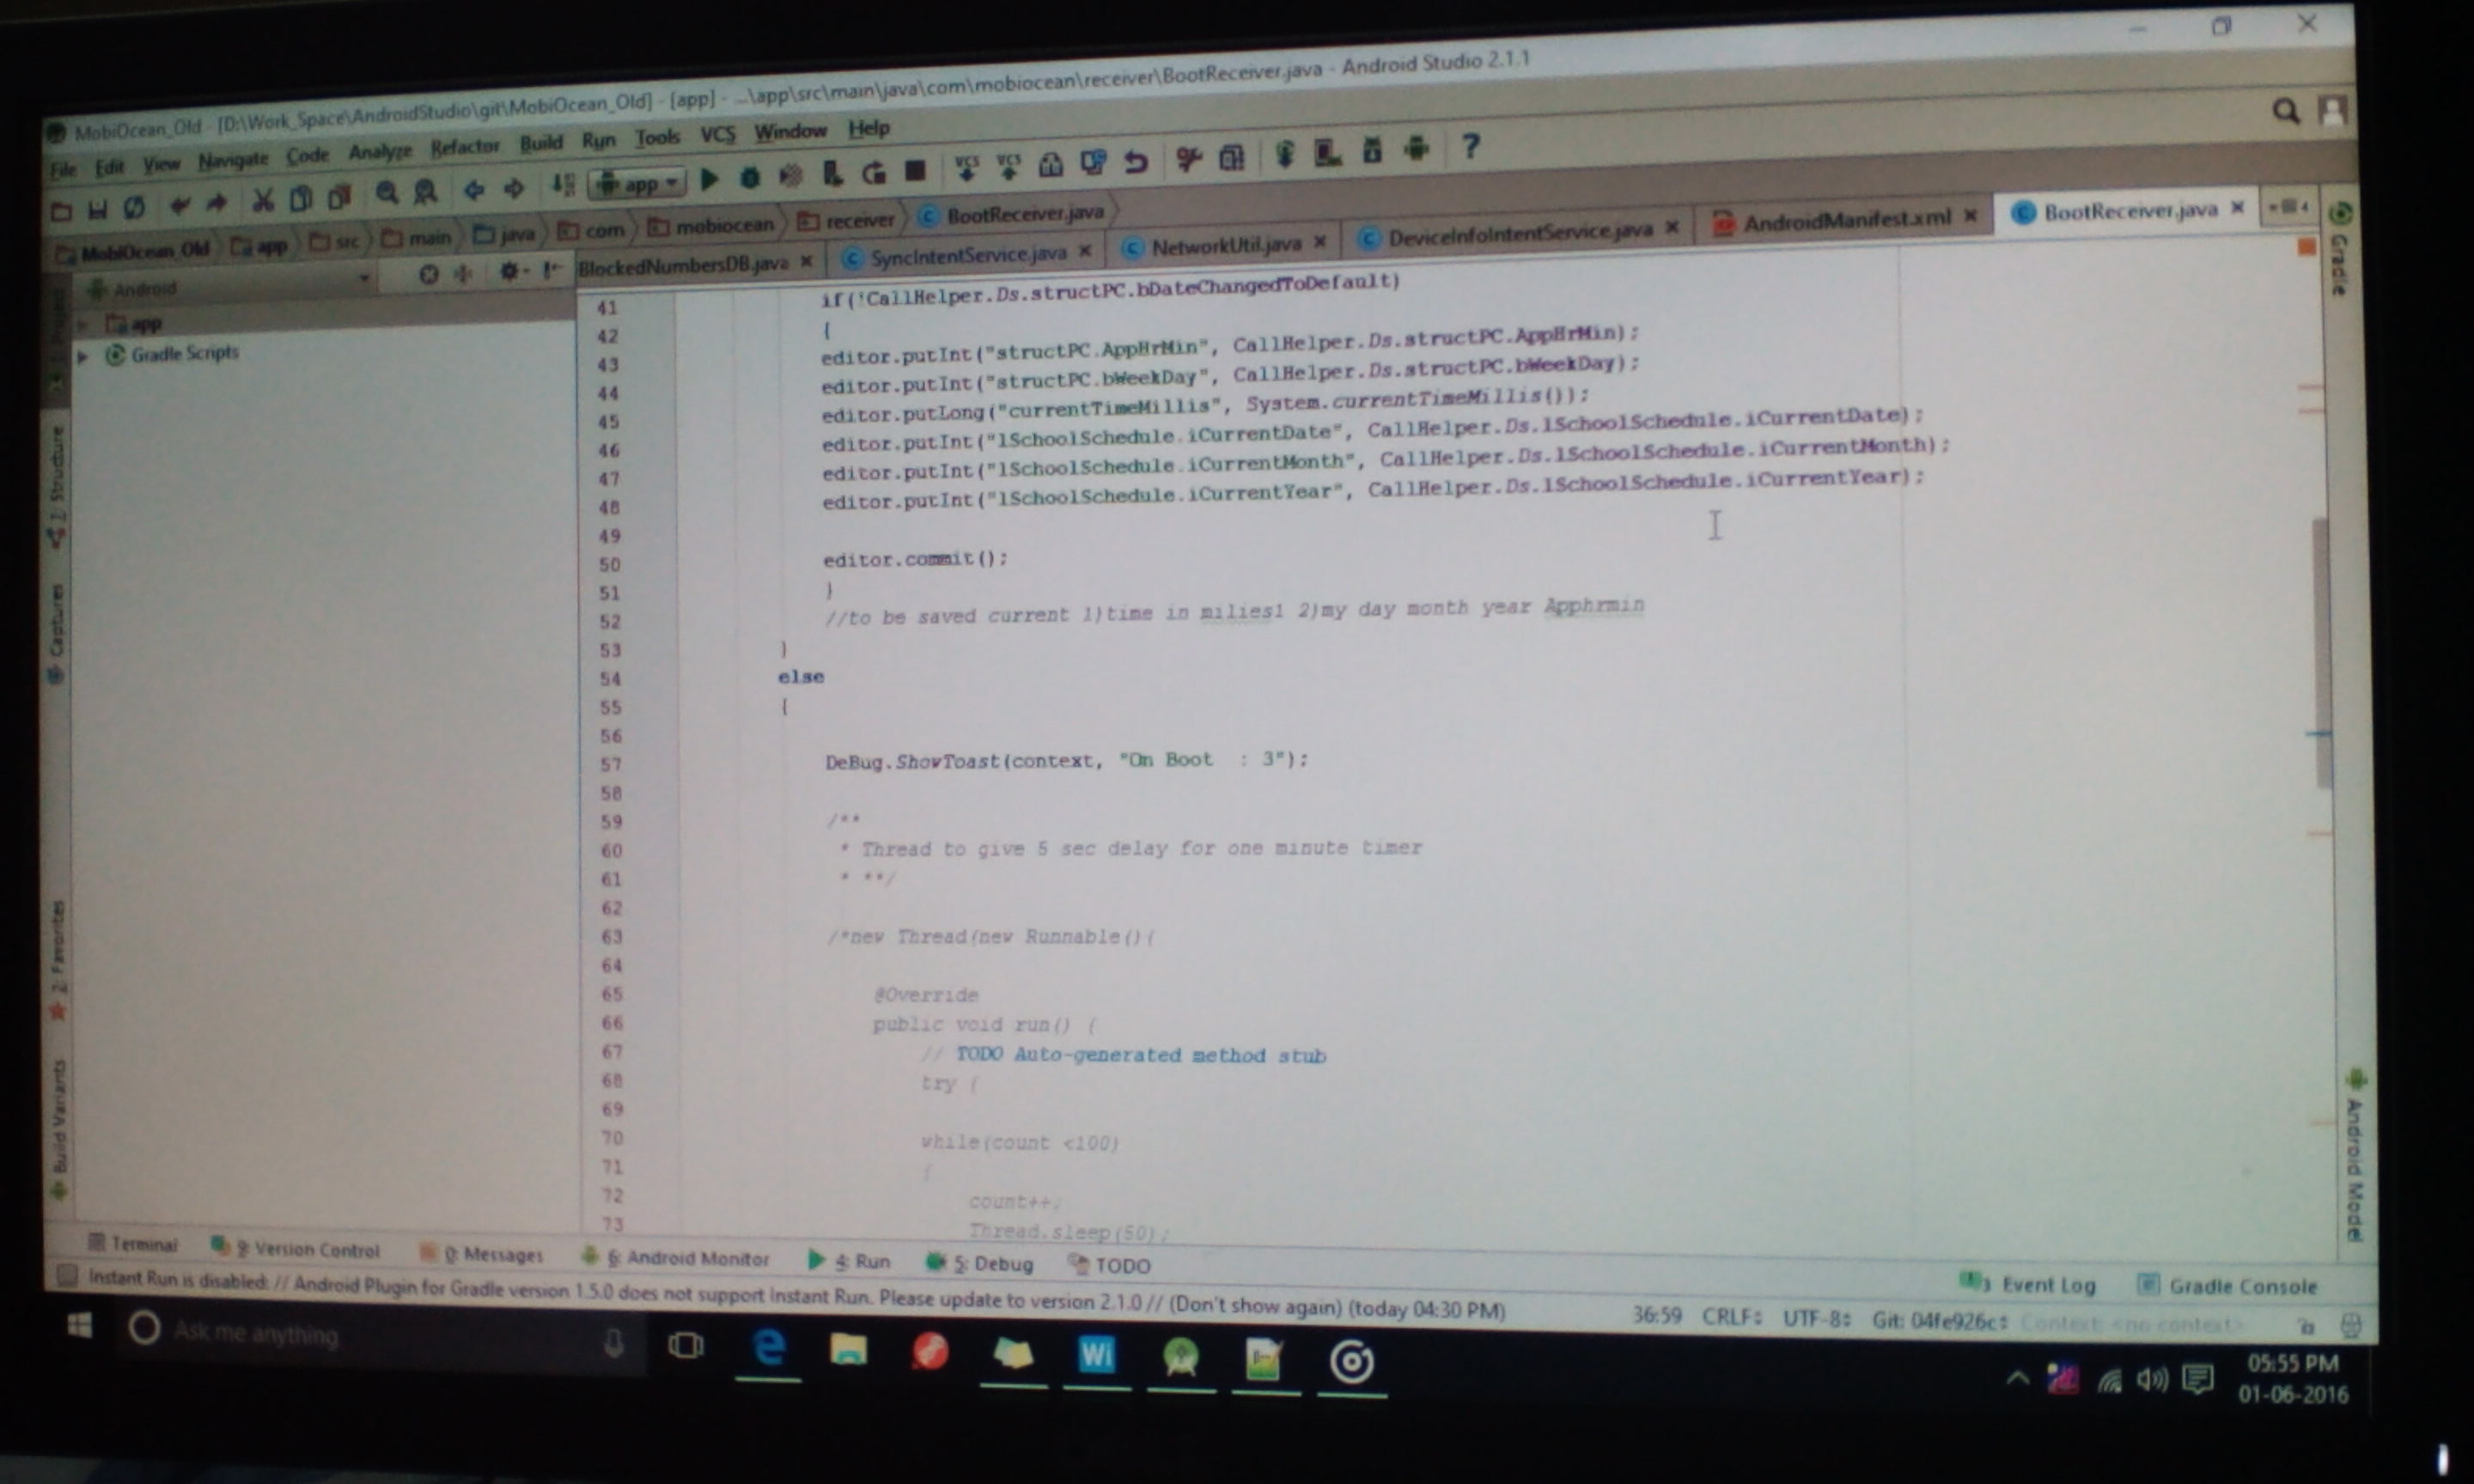 MobiOcean_Old - [D:\Work_Space\AndroidStudio\git\MobiOcean_Old] - [app] - ...\app\src\main\java\com\mobiocean\receiver\BootReceiver.java - Android Studio 2.1.1
File Edit View Navigate Code Analyze Refactor Build Run Tools VCS Window Help
app VCS VCS ?
MobiOcean_Old app src main java com mobiocean receiver BootReceiver.java
Android
BlockedNumbersDB.java SyncIntentService.java NetworkUtil.java DeviceInfoIntentService.java AndroidManifest.xml BootReceiver.java
4
app
Gradle Scripts
1: Project
7: Structure
Captures
2: Favorites
Build Variants
41 if(!CallHelper.Ds.structPC.bDateChangedToDefault)
42 {
43 editor.putInt("structPC.AppHrMin", CallHelper.Ds.structPC.AppHrMin);
44 editor.putInt("structPC.bWeekDay", CallHelper.Ds.structPC.bWeekDay);
45 editor.putLong("currentTimeMillis", System.currentTimeMillis());
46 editor.putInt("lSchoolSchedule.iCurrentDate", CallHelper.Ds.lSchoolSchedule.iCurrentDate);
47 editor.putInt("lSchoolSchedule.iCurrentMonth", CallHelper.Ds.lSchoolSchedule.iCurrentMonth);
48 editor.putInt("lSchoolSchedule.iCurrentYear", CallHelper.Ds.lSchoolSchedule.iCurrentYear);
49
50 editor.commit();
51 }
52 //to be saved current 1)time in milies1 2)my day month year Apphrmin
53 }
54 else
55 {
56
57 DeBug.ShowToast(context, "On Boot  : 3");
58
59 /**
60 * Thread to give 5 sec delay for one minute timer
61 * **/
62
63 /*new Thread(new Runnable(){
64
65 @Override
66 public void run() {
67 // TODO Auto-generated method stub
68 try {
69
70 while(count <100)
71 {
72 count++;
73 Thread.sleep(50);
Gradle
Android Model
Terminal 9: Version Control 0: Messages 6: Android Monitor 4: Run 5: Debug TODO
3 Event Log Gradle Console
Instant Run is disabled: // Android Plugin for Gradle version 1.5.0 does not support Instant Run. Please update to version 2.1.0 // (Don't show again) (today 04:30 PM)
36:59 CRLF: UTF-8: Git: 04fe926c: Context: <no context>
Ask me anything
Wi
05:55 PM
01-06-2016